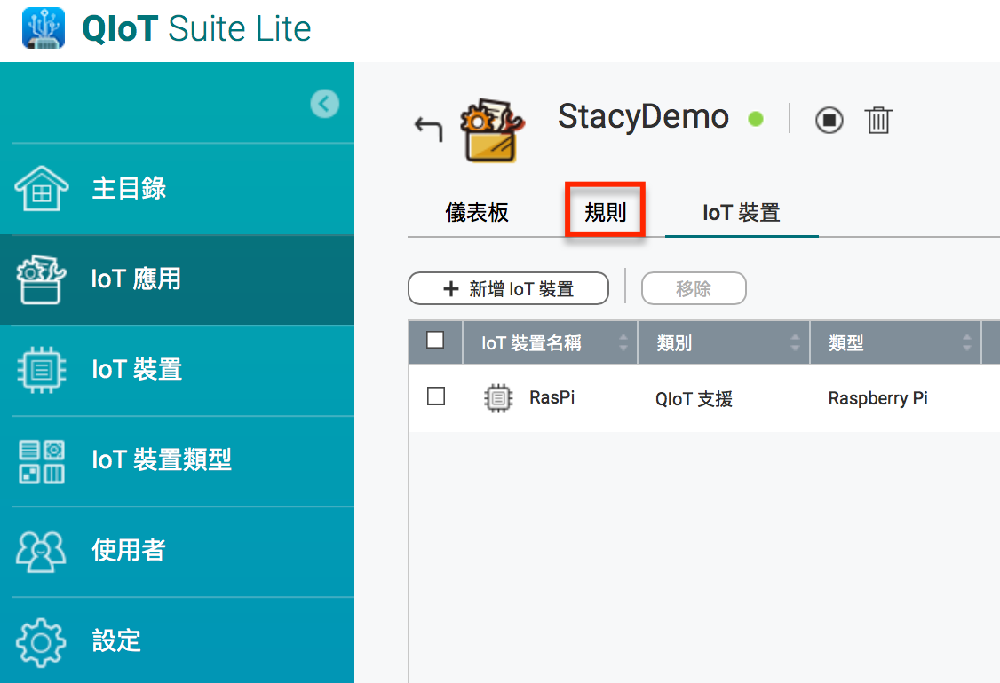 QIoT Suite Lite
主目錄
IoT 應用
IoT 裝置
IoT 裝置類型
使用者
設定
StacyDemo
儀表板 規則 IoT 裝置
+ 新增 IoT 裝置 移除
IoT 裝置名稱 類別 類型
RasPi QIoT 支援 Raspberry Pi